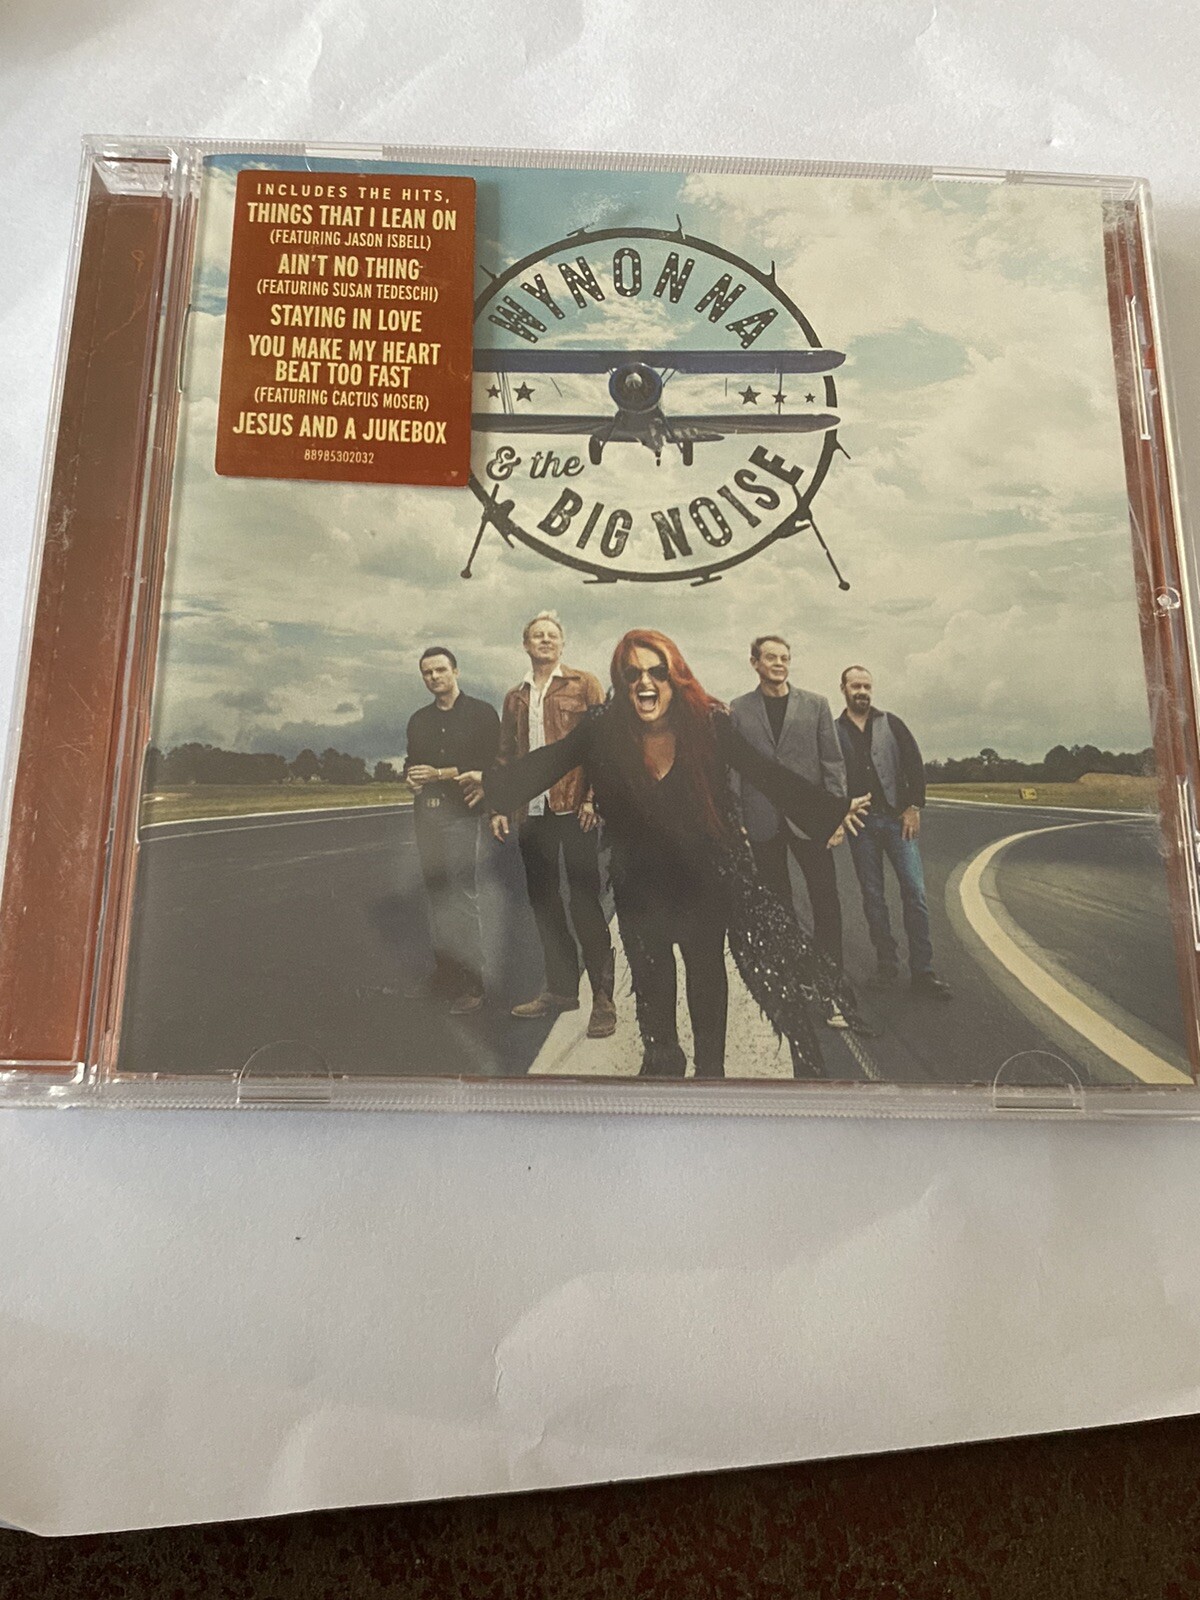 INCLUDES THE HITS,
THINGS THAT I LEAN ON
(FEATURING JASON ISBELL)
AIN'T NO THING
(FEATURING SUSAN TEDESCHI)
STAYING IN LOVE
YOU MAKE MY HEART
BEAT TOO FAST
(FEATURING CACTUS MOSER)
JESUS AND A JUKEBOX
88985302032
WYNONNA
& the
BIG NOISE